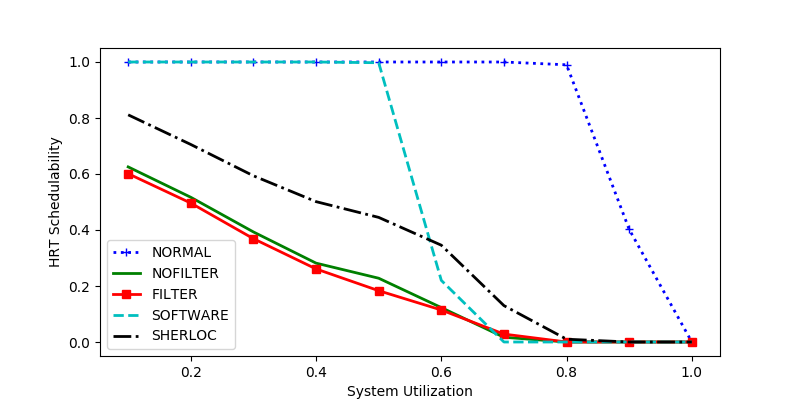 1.0
0.8
0.6
0.4
0.2
0.0
HRT Schedulability
NORMAL
NOFILTER
FILTER
SOFTWARE
SHERLOC
0.2 0.4 0.6 0.8 1.0
System Utilization